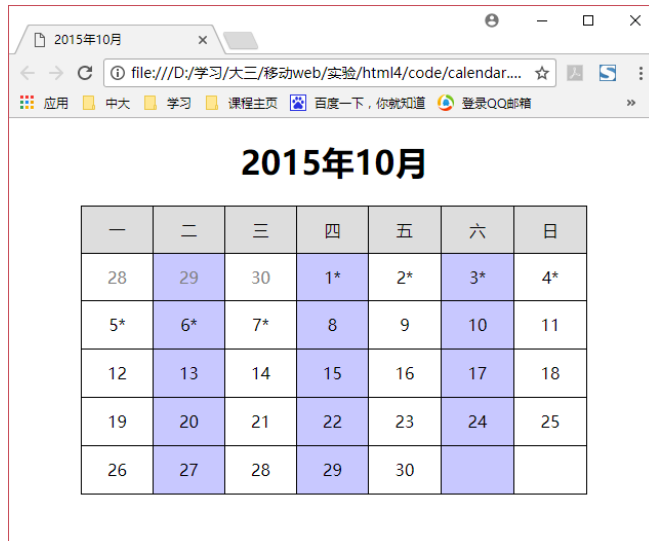 2015年10月
file:///D:/学习/大三/移动web/实验/html4/code/calendar....
应用 中大 学习 课程主页 百度一下，你就知道 登录QQ邮箱 »
2015年10月
一 二 三 四 五 六 日
28 29 30 1* 2* 3* 4*
5* 6* 7* 8 9 10 11
12 13 14 15 16 17 18
19 20 21 22 23 24 25
26 27 28 29 30